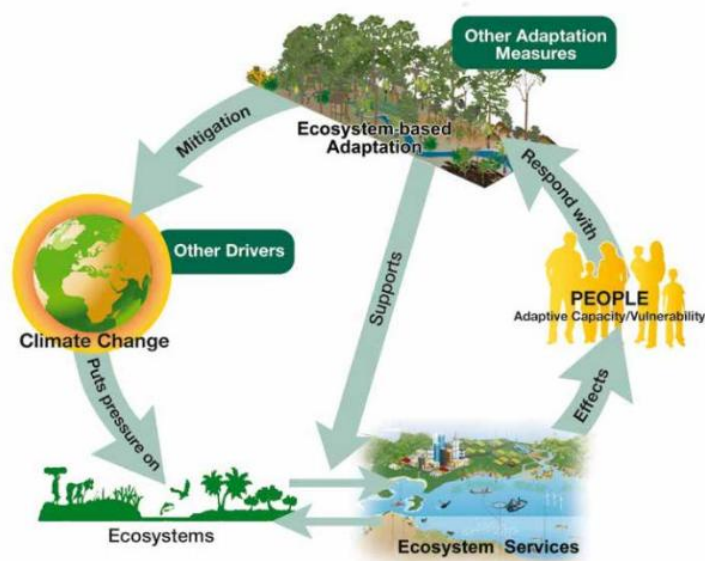 Other Adaptation
Measures
Ecosystem-based
Adaptation
Mitigation
Respond with
Other Drivers
Supports
PEOPLE
Adaptive Capacity/Vulnerability
Climate Change
Puts pressure on
Effects
Ecosystems
Ecosystem Services